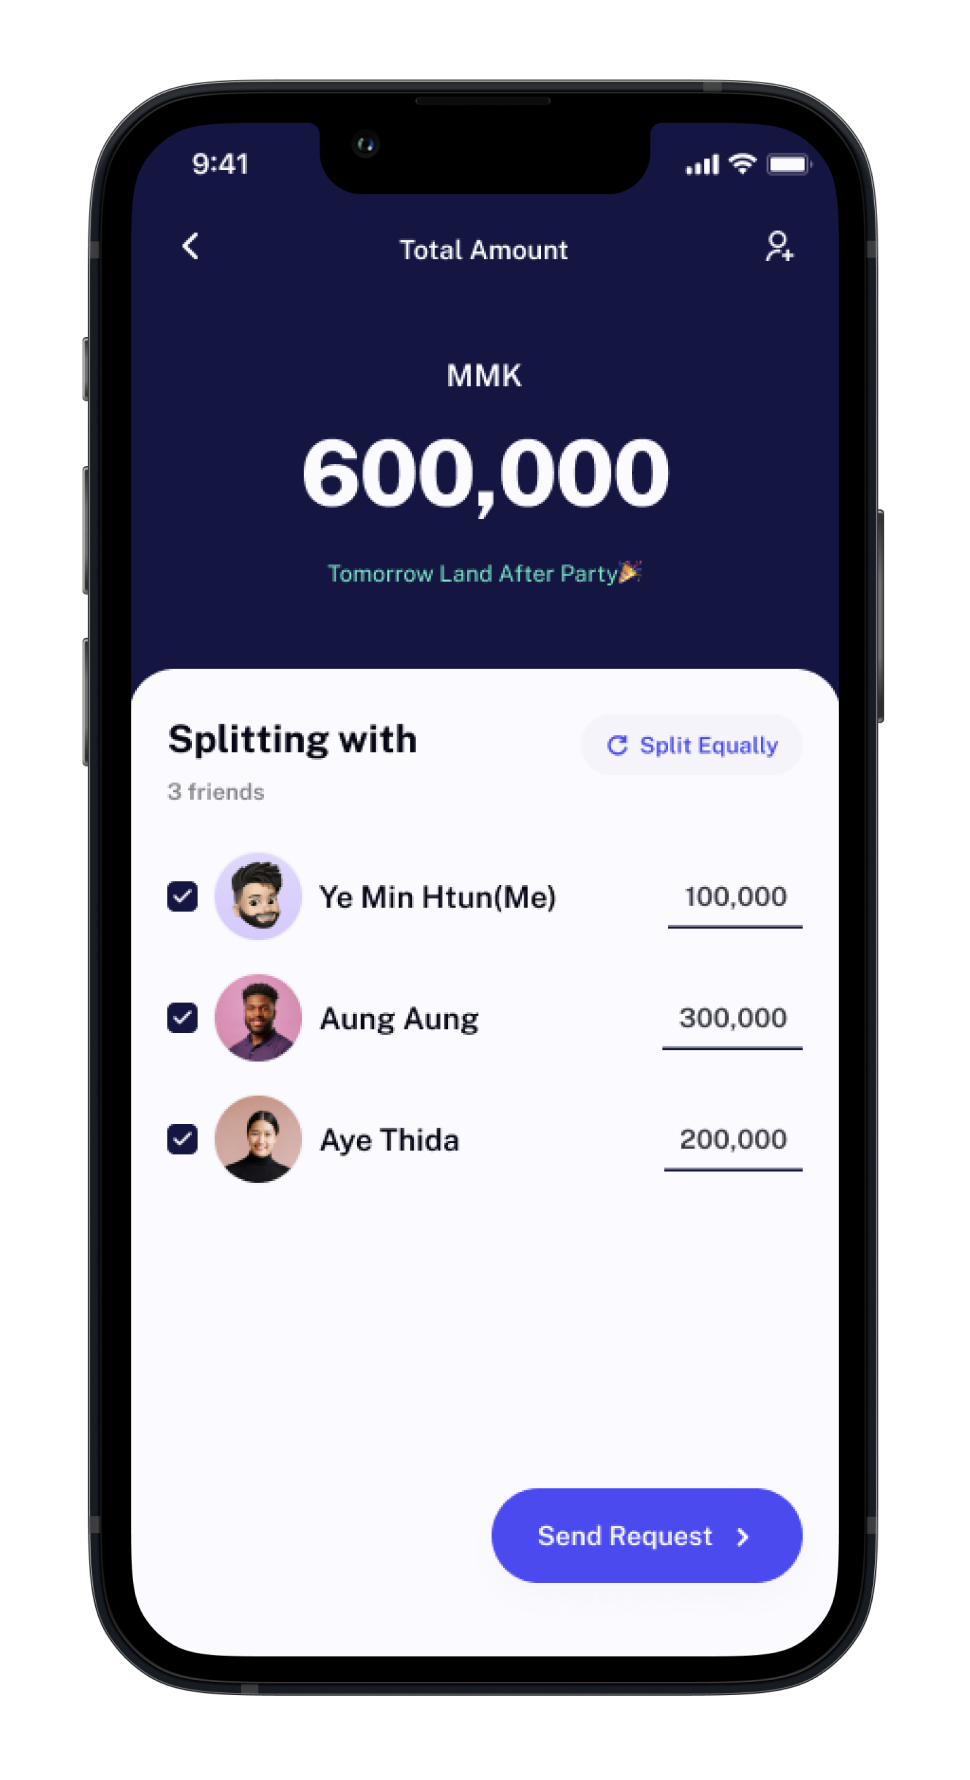 9:41
Total Amount
MMK
600,000
Tomorrow Land After Party🎉
Splitting with
Split Equally
3 friends
Ye Min Htun(Me)
100,000
Aung Aung
300,000
Aye Thida
200,000
Send Request